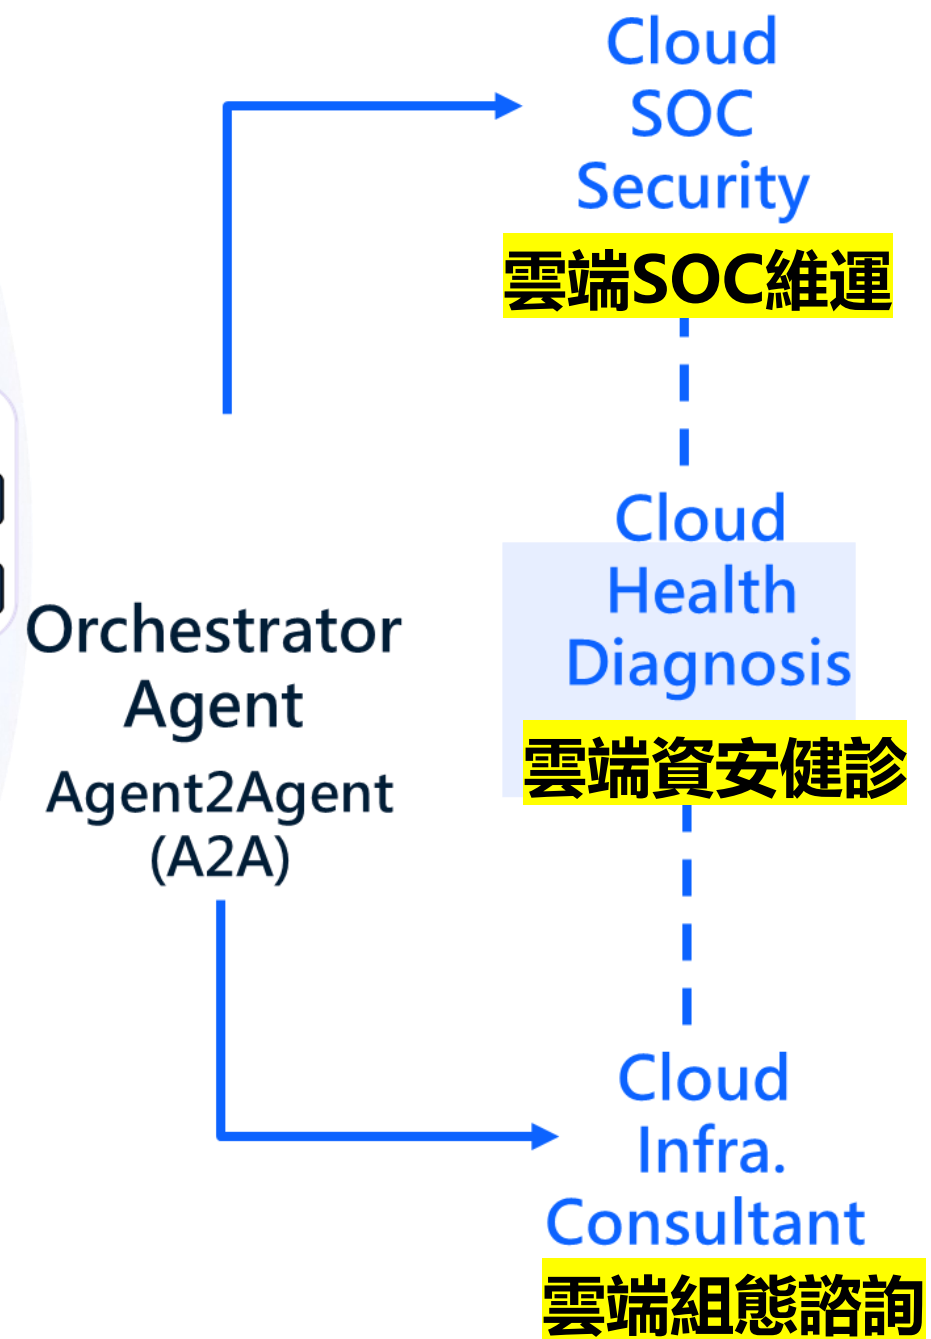 Cloud
SOC
Security
雲端SOC維運
Orchestrator
Agent
Agent2Agent
(A2A)
Cloud
Health
Diagnosis
雲端資安健診
Cloud
Infra.
Consultant
雲端組態諮詢